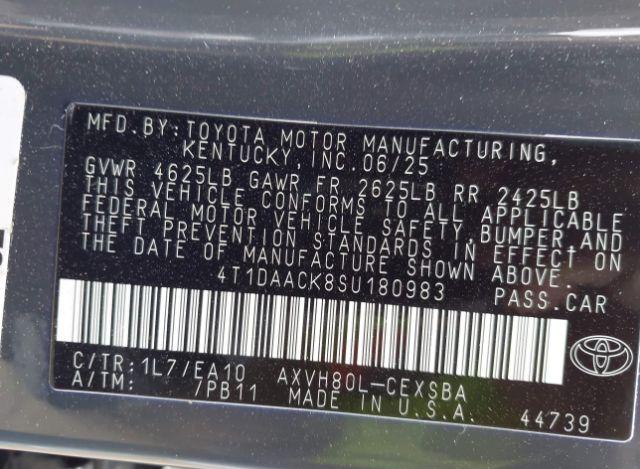 MFD.BY:TOYOTA MOTOR MANUFACTURING,
KENTUCKY,INC.06/25
GVWR 4625LB GAWR FR 2625LB RR 2425LB
THIS VEHICLE CONFORMS TO ALL APPLICABLE
FEDERAL MOTOR VEHICLE SAFETY,BUMPER,AND
THEFT PREVENTION STANDARDS IN EFFECT ON
THE DATE OF MANUFACTURE SHOWN ABOVE.
4T1DAACK8SU180983 PASS.CAR
C/TR:1L7/EA10 AXVH80L-CEXSBA
A/TM: 7PB11 MADE IN U.S.A. 44739